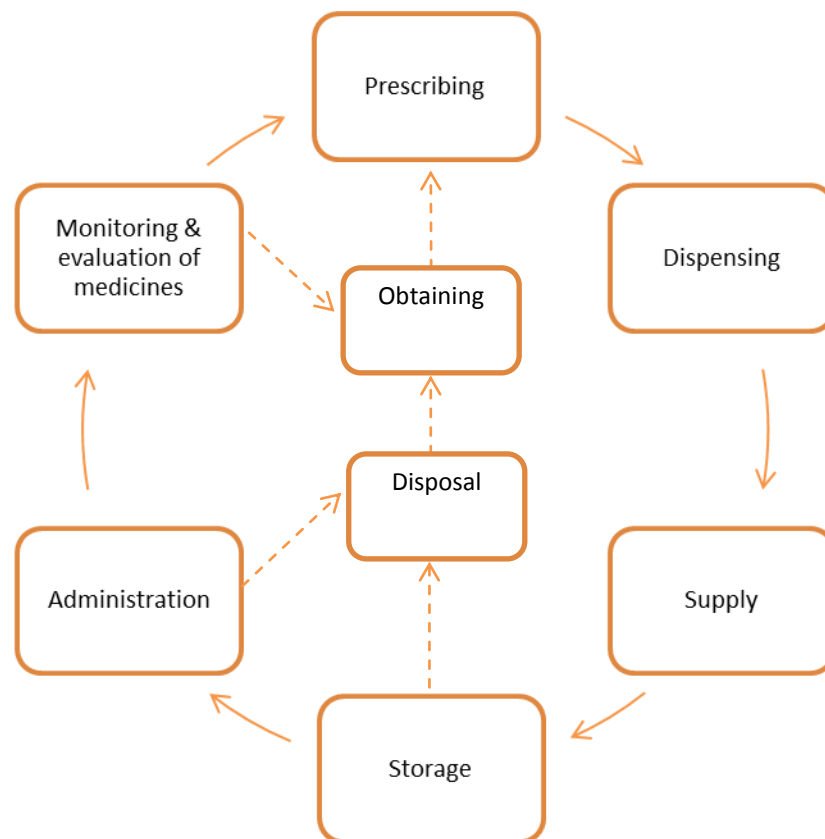 Prescribing
Monitoring &
evaluation of
medicines
Dispensing
Obtaining
Disposal
Administration
Supply
Storage